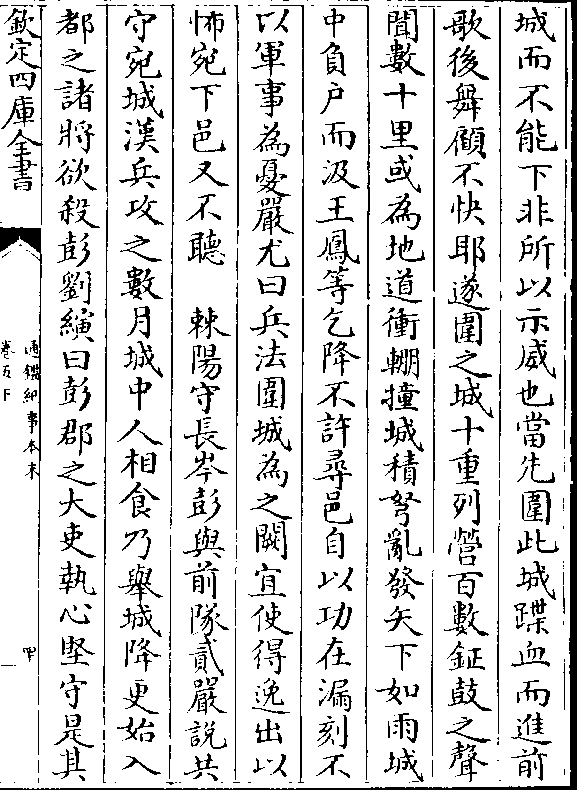 城而不能下非所以示威也當先圍此城蹀血而進前
歌後舞顧不快耶遂圍之城十重列營百數鉦鼓之聲
聞數十里或為地道衝輣撞城積弩亂發矢下如雨城
中負户而汲王鳳等乞降不許尋邑自以功在漏刻不
以軍事為憂嚴尤曰兵法圍城為之闕宜使得逸出以
怖宛下邑又不聽　棘陽守長岑彭與前隊貳嚴説共
守宛城漢兵攻之數月城中人相食乃舉城降更始入
都之諸將欲殺彭劉縯曰彭郡之大吏執心堅守是其
欽定四庫全書
通鑑紀事本末
卷五下